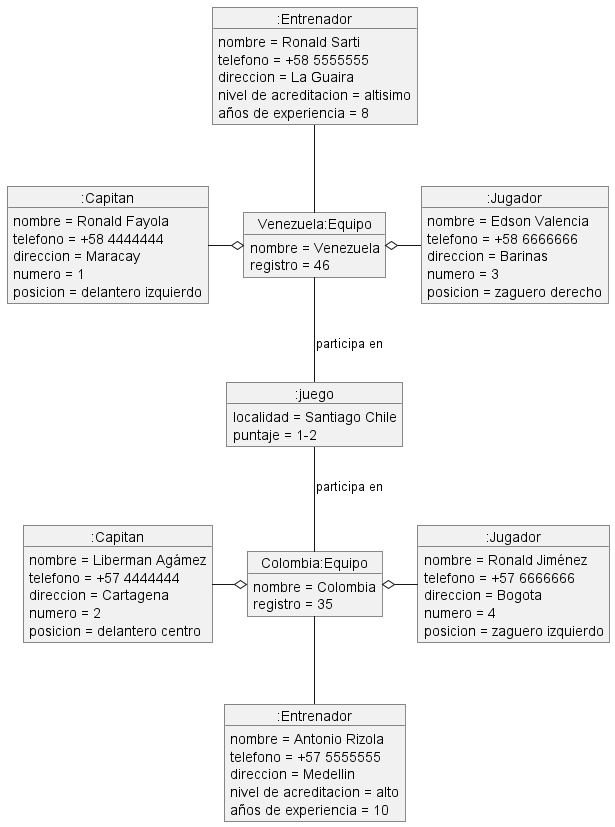 :Entrenador
nombre = Ronald Sarti
telefono = +58 5555555
direccion = La Guaira
nivel de acreditacion = altisimo
años de experiencia = 8
:Capitan
nombre = Ronald Fayola
telefono = +58 4444444
direccion = Maracay
numero = 1
posicion = delantero izquierdo
Venezuela:Equipo
nombre = Venezuela
registro = 46
:Jugador
nombre = Edson Valencia
telefono = +58 6666666
direccion = Barinas
numero = 3
posicion = zaguero derecho
participa en
:juego
localidad = Santiago Chile
puntaje = 1-2
participa en
:Capitan
nombre = Liberman Agámez
telefono = +57 4444444
direccion = Cartagena
numero = 2
posicion = delantero centro
Colombia:Equipo
nombre = Colombia
registro = 35
:Jugador
nombre = Ronald Jiménez
telefono = +57 6666666
direccion = Bogota
numero = 4
posicion = zaguero izquierdo
:Entrenador
nombre = Antonio Rizola
telefono = +57 5555555
direccion = Medellin
nivel de acreditacion = alto
años de experiencia = 10